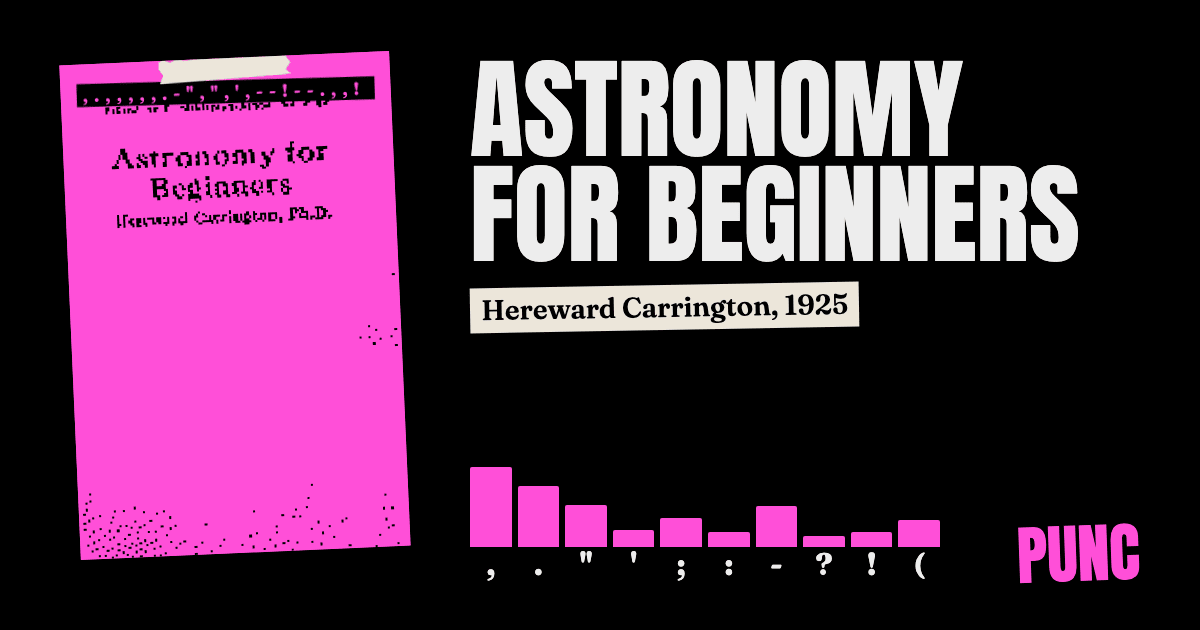 ,.,,,,,.-",",',--!--.,,!
Astronomy for
Beginners
Hereward Carrington, Ph.D.
ASTRONOMY
FOR BEGINNERS
Hereward Carrington, 1925
, . " ' ; : - ? ! (
PUNC